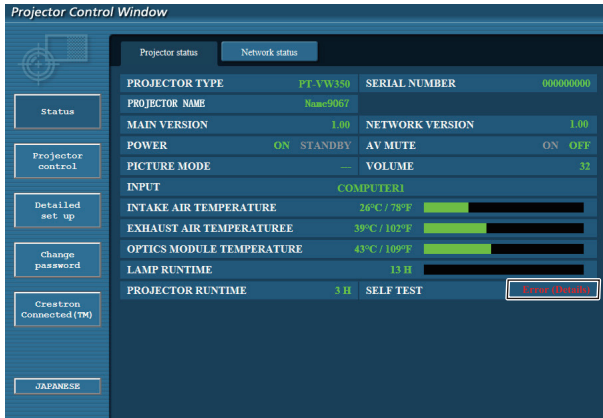 Projector Control Window
Projector status Network status
PROJECTOR TYPE PT-VW350 SERIAL NUMBER 000000000
PROJECTOR NAME Name9067
MAIN VERSION 1.00 NETWORK VERSION 1.00
POWER ON STANDBY AV MUTE ON OFF
PICTURE MODE --- VOLUME 32
INPUT COMPUTER1
INTAKE AIR TEMPERATURE 26°C / 78°F
EXHAUST AIR TEMPERATUREE 39°C / 102°F
OPTICS MODULE TEMPERATURE 43°C / 109°F
LAMP RUNTIME 13 H
PROJECTOR RUNTIME 3 H SELF TEST Error (Details)
Status
Projector
control
Detailed
set up
Change
password
Crestron
Connected(TM)
JAPANESE